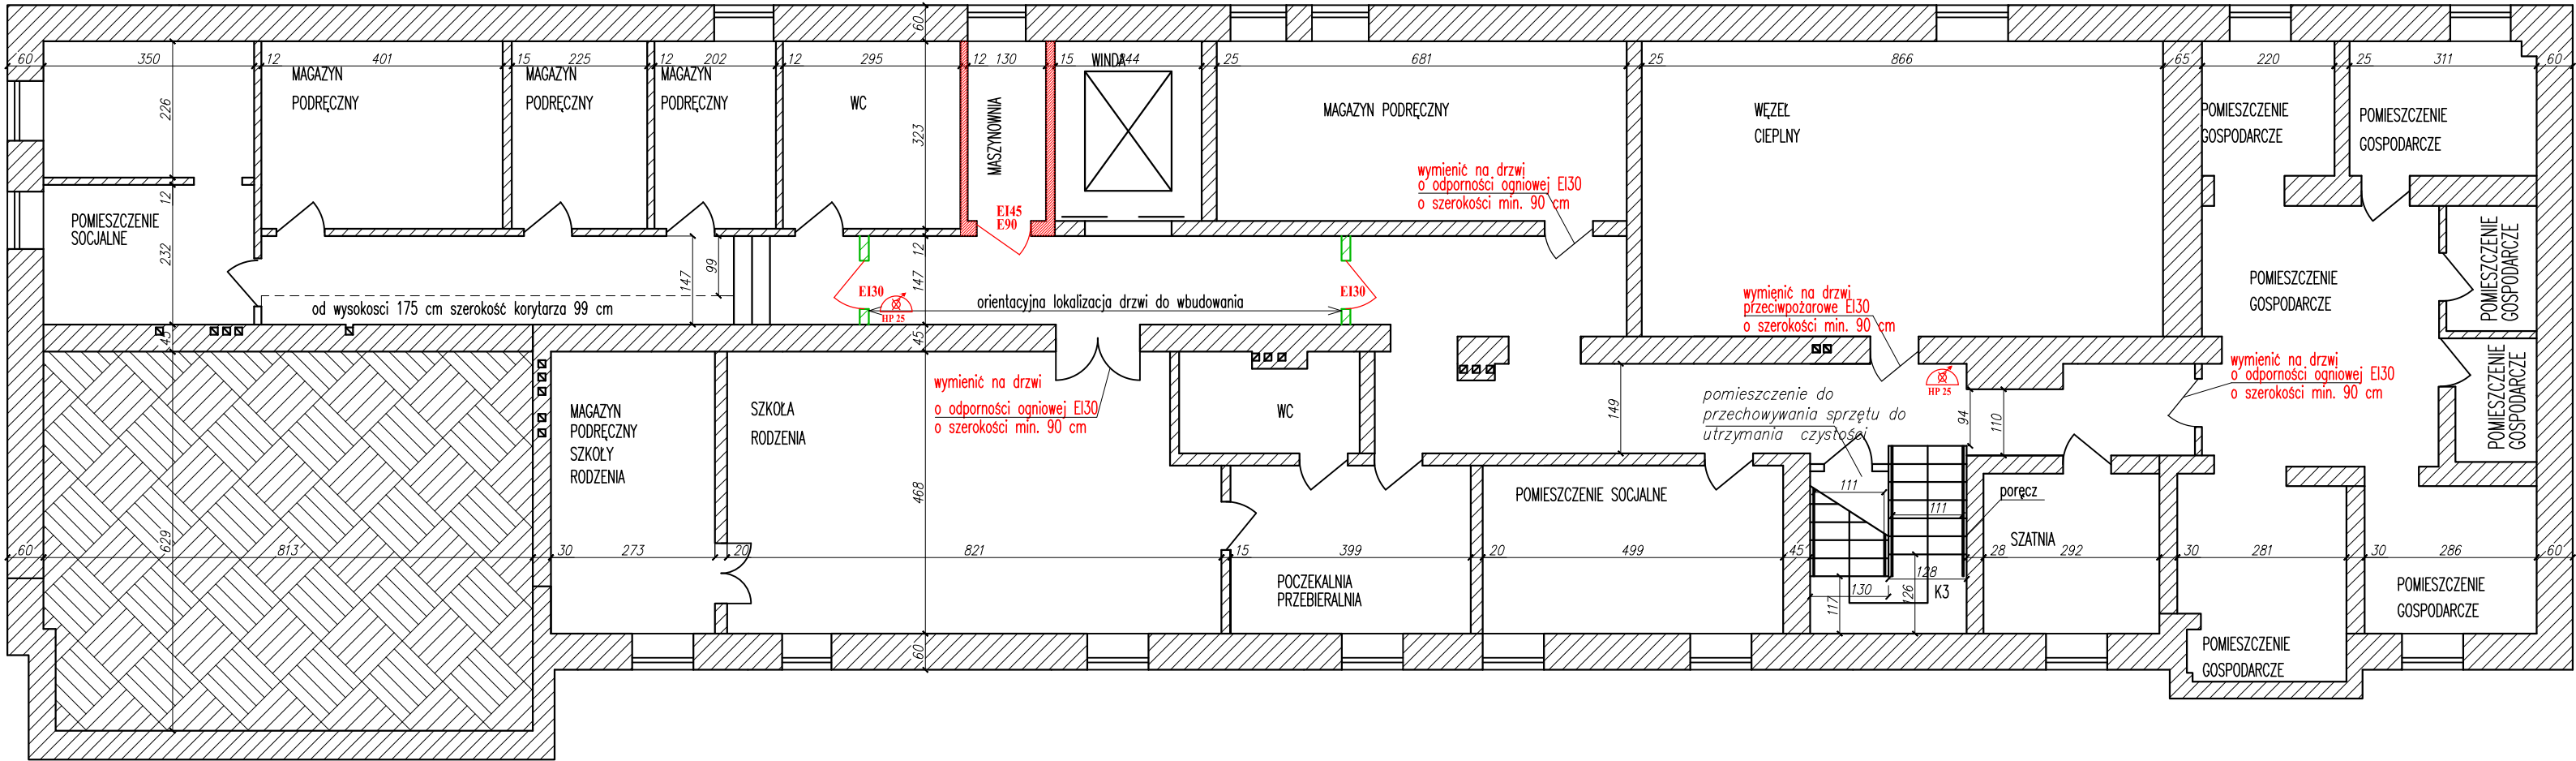 60
350
12
401
15
225
12
202
12
295
60
12
130
15
WINDA
244
25
681
25
866
65
220
25
311
60
MAGAZYN
PODRĘCZNY
MAGAZYN
PODRĘCZNY
MAGAZYN
PODRĘCZNY
WC
MASZYNOWNIA
MAGAZYN PODRĘCZNY
WĘZEŁ
CIEPLNY
POMIESZCZENIE
GOSPODARCZE
POMIESZCZENIE
GOSPODARCZE
226
323
wymienić na drzwi
o odporności ogniowej EI30
o szerokości min. 90 cm
12
POMIESZCZENIE
SOCJALNE
232
EI45
E90
12
147
99
147
POMIESZCZENIE
GOSPODARCZE
POMIESZCZENIE
GOSPODARCZE
od wysokosci 175 cm szerokość korytarza 99 cm
EI30
HP 25
orientacyjna lokalizacja drzwi do wbudowania
EI30
wymienić na drzwi
przeciwpożarowe EI30
o szerokości min. 90 cm
45
45
wymienić na drzwi
o odporności ogniowej EI30
o szerokości min. 90 cm
POMIESZCZENIE
GOSPODARCZE
wymienić na drzwi
o odporności ogniowej EI30
o szerokości min. 90 cm
MAGAZYN
PODRĘCZNY
SZKOŁY
RODZENIA
SZKOŁA
RODZENIA
WC
149
pomieszczenie do
przechowywania sprzętu do
utrzymania czystości
HP 25
94
110
468
POMIESZCZENIE SOCJALNE
111
111
poręcz
SZATNIA
60
813
629
30
273
20
821
15
399
20
499
45
28
292
30
281
30
286
60
128
130
117
126
K3
POCZEKALNIA
PRZEBIERALNIA
POMIESZCZENIE
GOSPODARCZE
60
POMIESZCZENIE
GOSPODARCZE